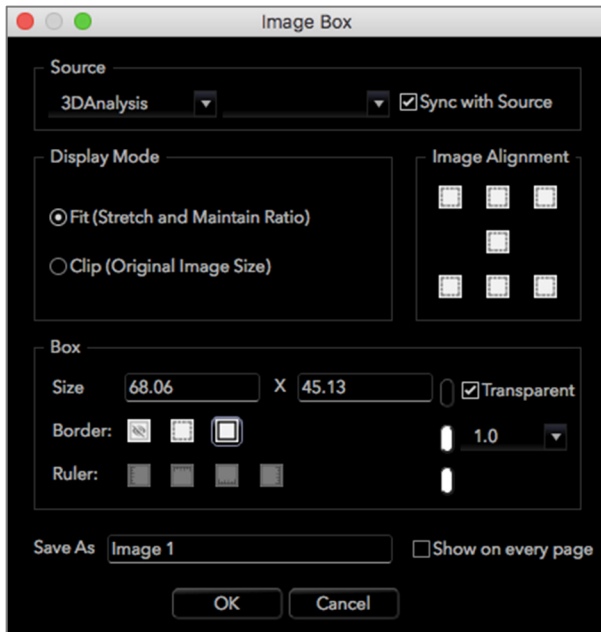 Image Box
Source
3DAnalysis
Sync with Source
Display Mode
Fit (Stretch and Maintain Ratio)
Clip (Original Image Size)
Image Alignment
Box
Size 68.06 X 45.13 Transparent
Border: 1.0
Ruler:
Save As Image 1 Show on every page
OK Cancel